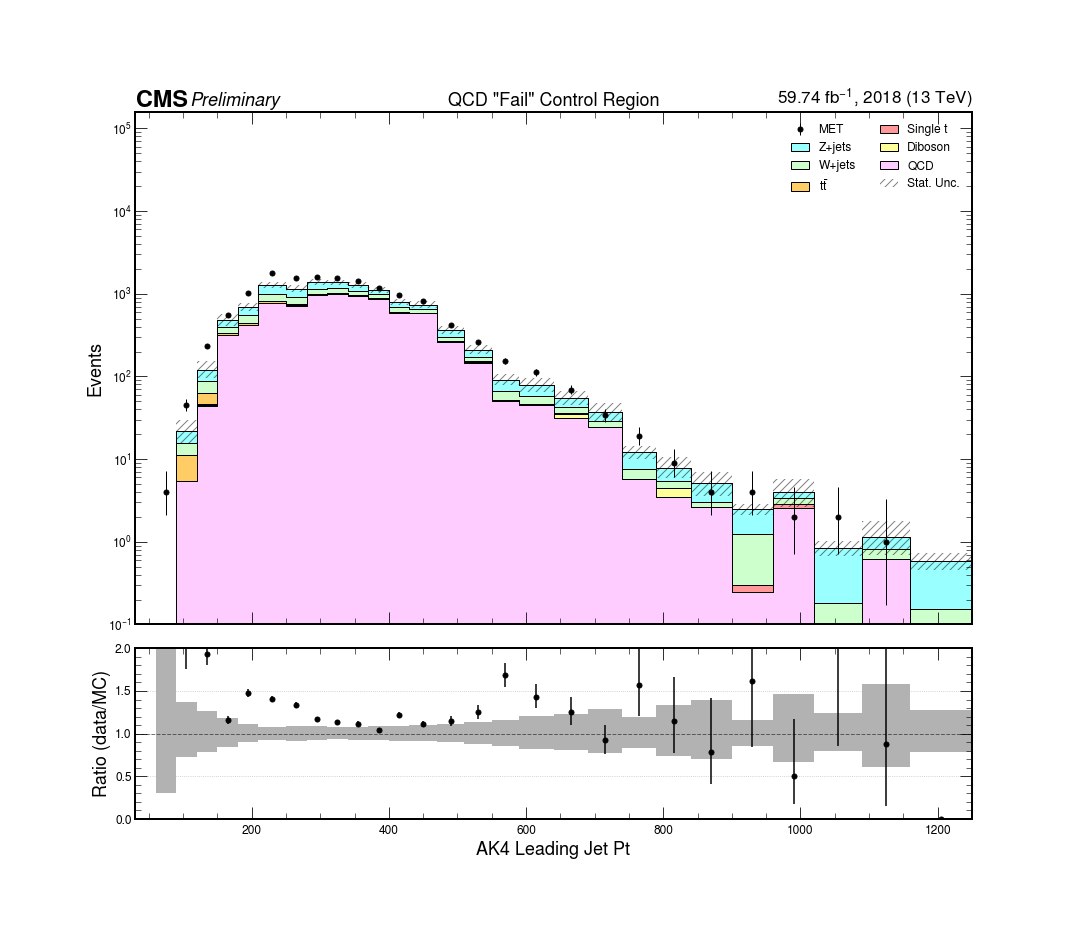 CMS Preliminary QCD "Fail" Control Region 59.74 fb⁻¹, 2018 (13 TeV)
10⁵
10⁴
10³
10²
10¹
10⁰
10⁻¹
Events
MET
Z+jets
W+jets
tt̄
Single t
Diboson
QCD
Stat. Unc.
2.0
1.5
1.0
0.5
0.0
Ratio (data/MC)
200 400 600 800 1000 1200
AK4 Leading Jet Pt